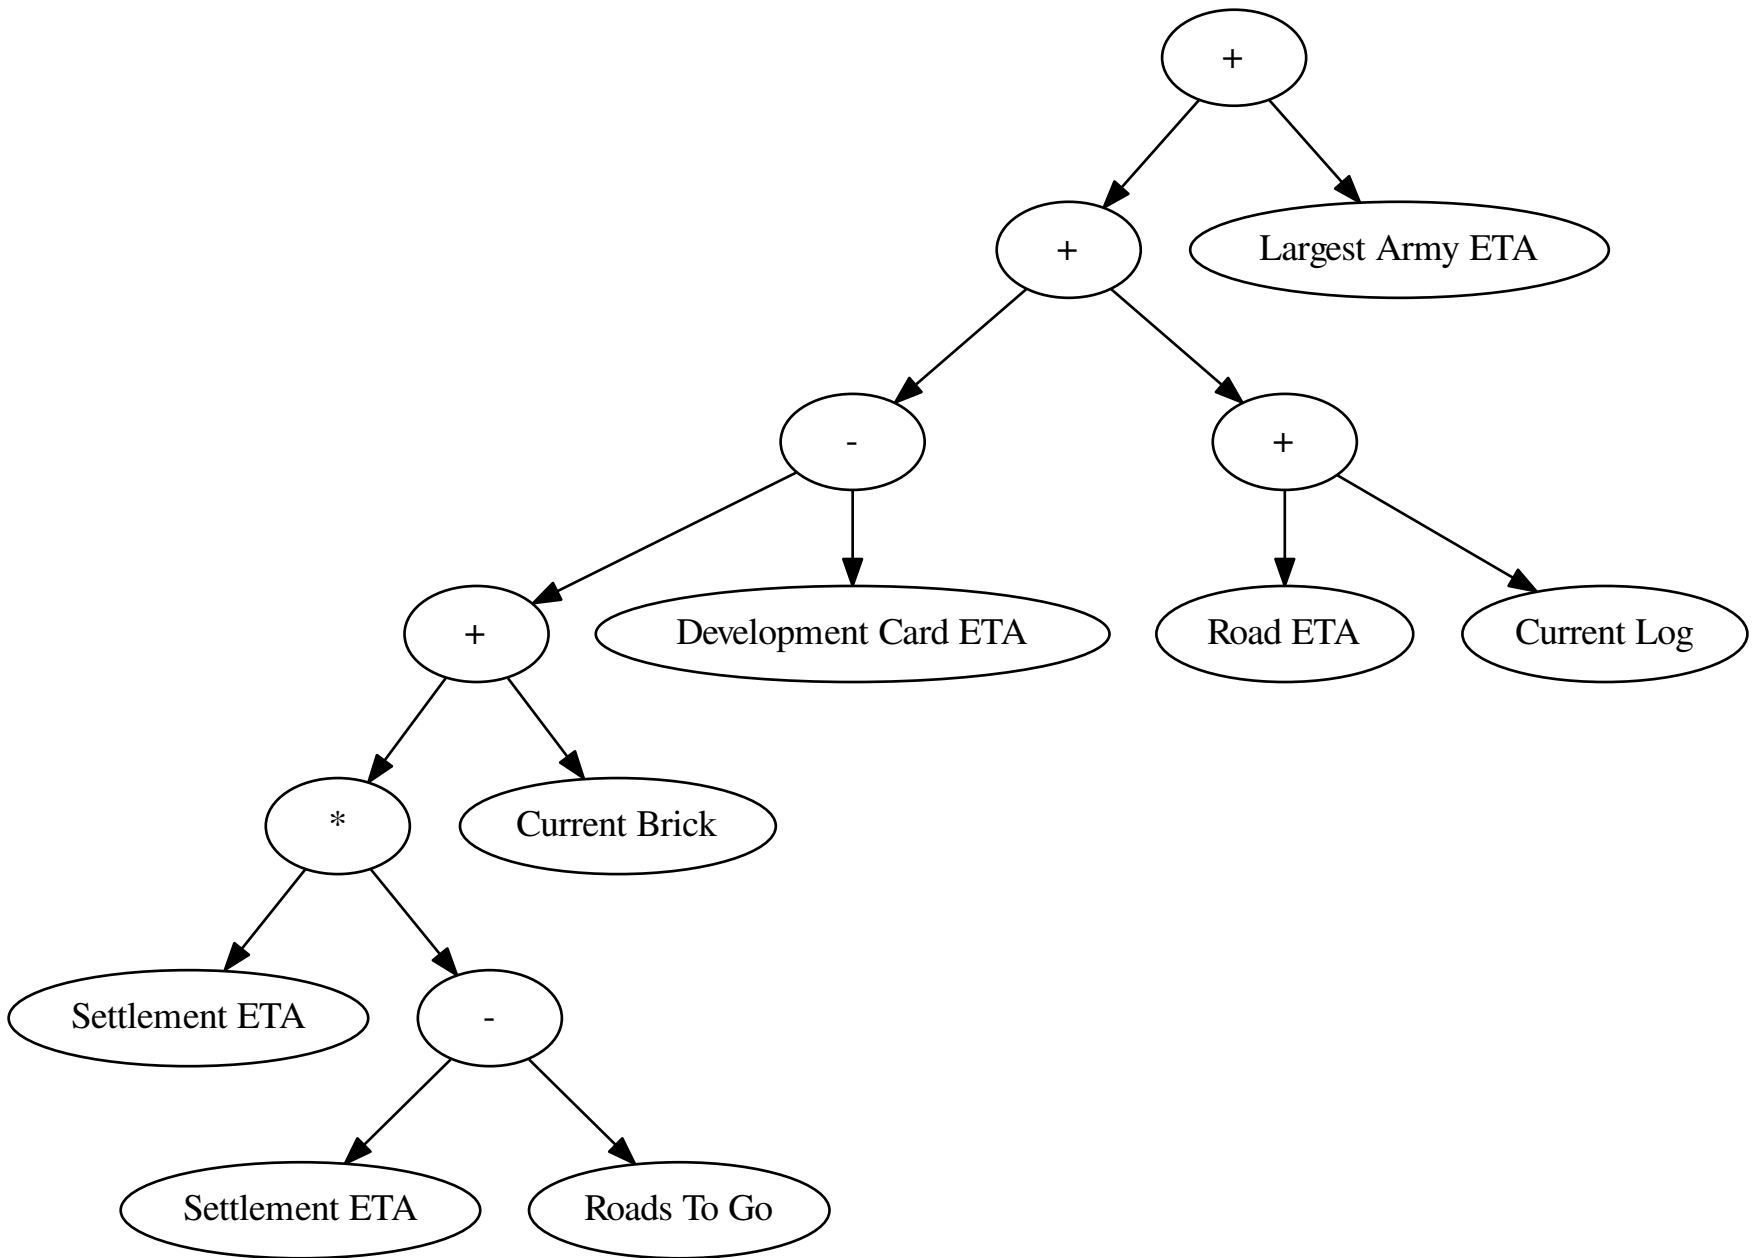 +
+
Largest Army ETA
-
+
+
Development Card ETA
Road ETA
Current Log
*
Current Brick
Settlement ETA
-
Settlement ETA
Roads To Go